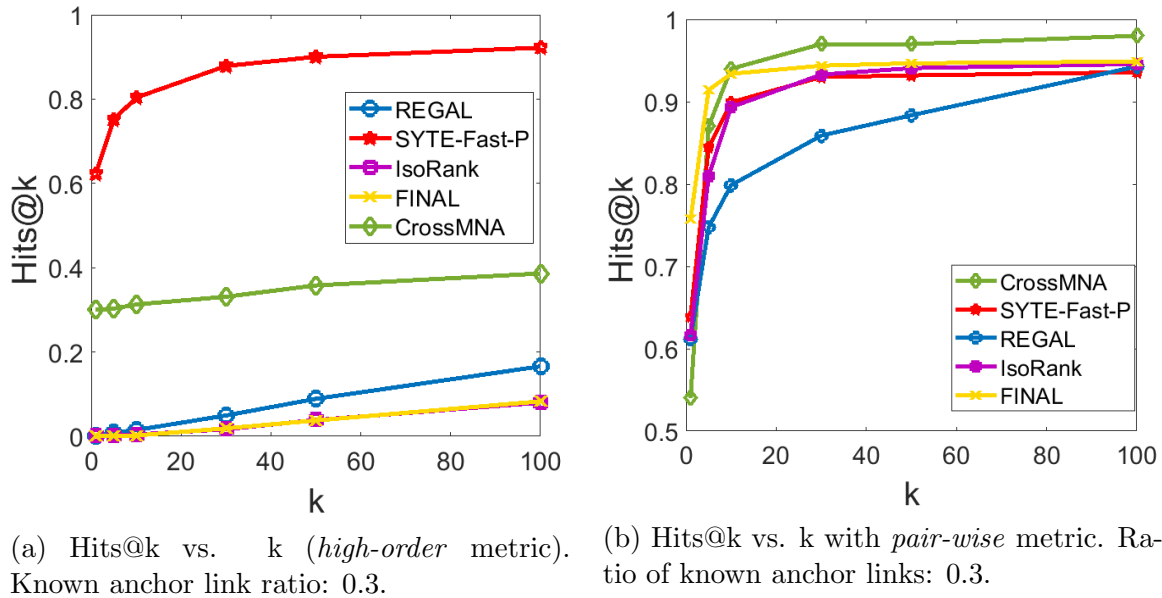 1
0.8
0.6
0.4
0.2
0
Hits@k
0 20 40 60 80 100
k
REGAL
SYTE-Fast-P
IsoRank
FINAL
CrossMNA
(a) Hits@k vs. k (high-order metric).
Known anchor link ratio: 0.3.
1
0.9
0.8
0.7
0.6
0.5
Hits@k
0 20 40 60 80 100
k
CrossMNA
SYTE-Fast-P
REGAL
IsoRank
FINAL
(b) Hits@k vs. k with pair-wise metric. Ra-
tio of known anchor links: 0.3.